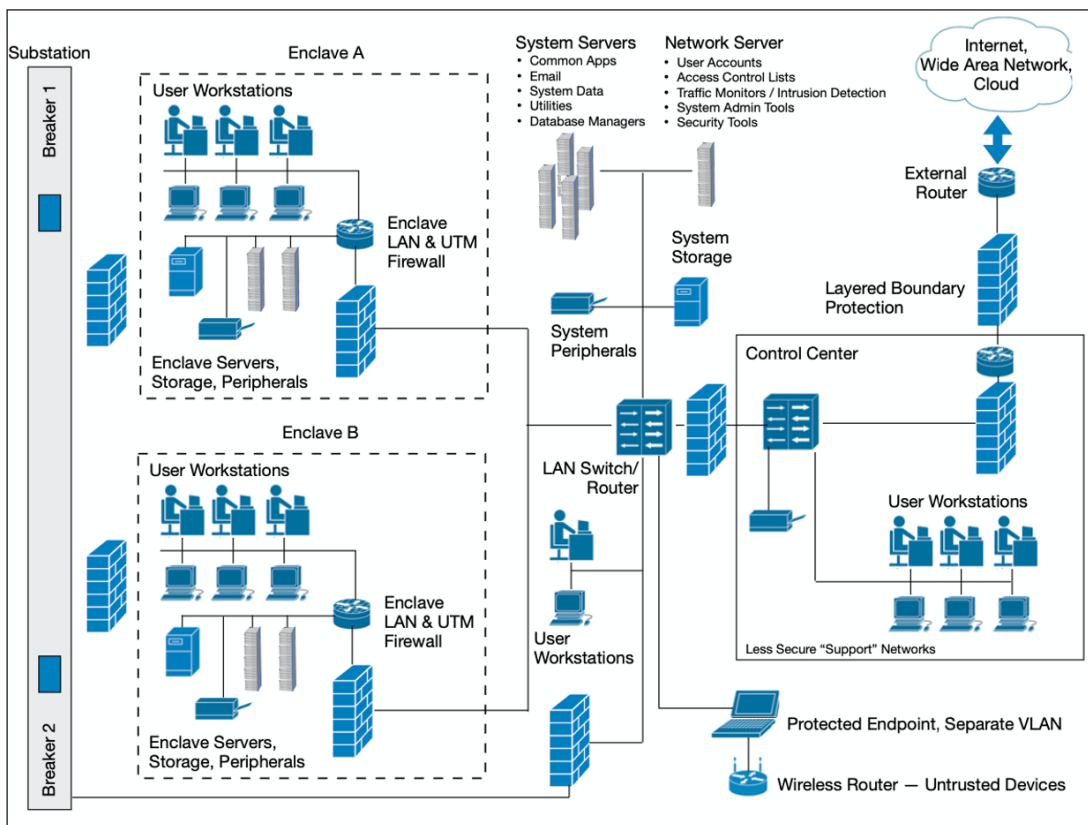 Substation
Breaker 1
Breaker 2
Enclave A
User Workstations
Enclave
LAN & UTM
Firewall
Enclave Servers,
Storage, Peripherals
Enclave B
User Workstations
Enclave
LAN & UTM
Firewall
Enclave Servers,
Storage, Peripherals
System Servers
• Common Apps
• Email
• System Data
• Utilities
• Database Managers
Network Server
• User Accounts
• Access Control Lists
• Traffic Monitors / Intrusion Detection
• System Admin Tools
• Security Tools
System
Storage
System
Peripherals
LAN Switch/
Router
User
Workstations
Internet,
Wide Area Network,
Cloud
External
Router
Layered Boundary
Protection
Control Center
User Workstations
Less Secure “Support” Networks
Protected Endpoint, Separate VLAN
Wireless Router — Untrusted Devices